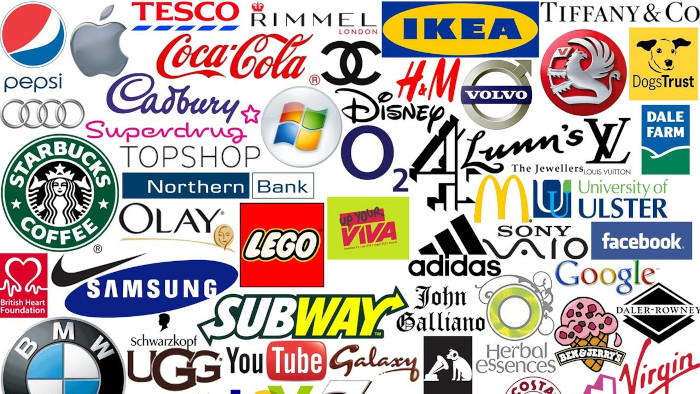 pepsi
TESCO
RIMMEL
LONDON
IKEA
TIFFANY & CO
Coca-Cola
®
H&M
VOLVO
V
DogsTrust
Cadbury
Superdrug
DISNEY
TOPSHOP
O2
4
Lunn's
The Jewellers
LV
LOUIS VUITTON
DALE
FARM
STARBUCKS
COFFEE
®
Northern Bank
OLAY
LEGO
UP YOUR
VIVA
M
UU
University of
ULSTER
SONY
VAIO
facebook
adidas
Google
British Heart
Foundation
SAMSUNG
SUBWAY
John
Galliano
Herbal
essences
BEN & JERRY'S
DALER-ROWNEY
BMW
Schwarzkopf
UGG
YouTube
Galaxy
COSTA
Virgin